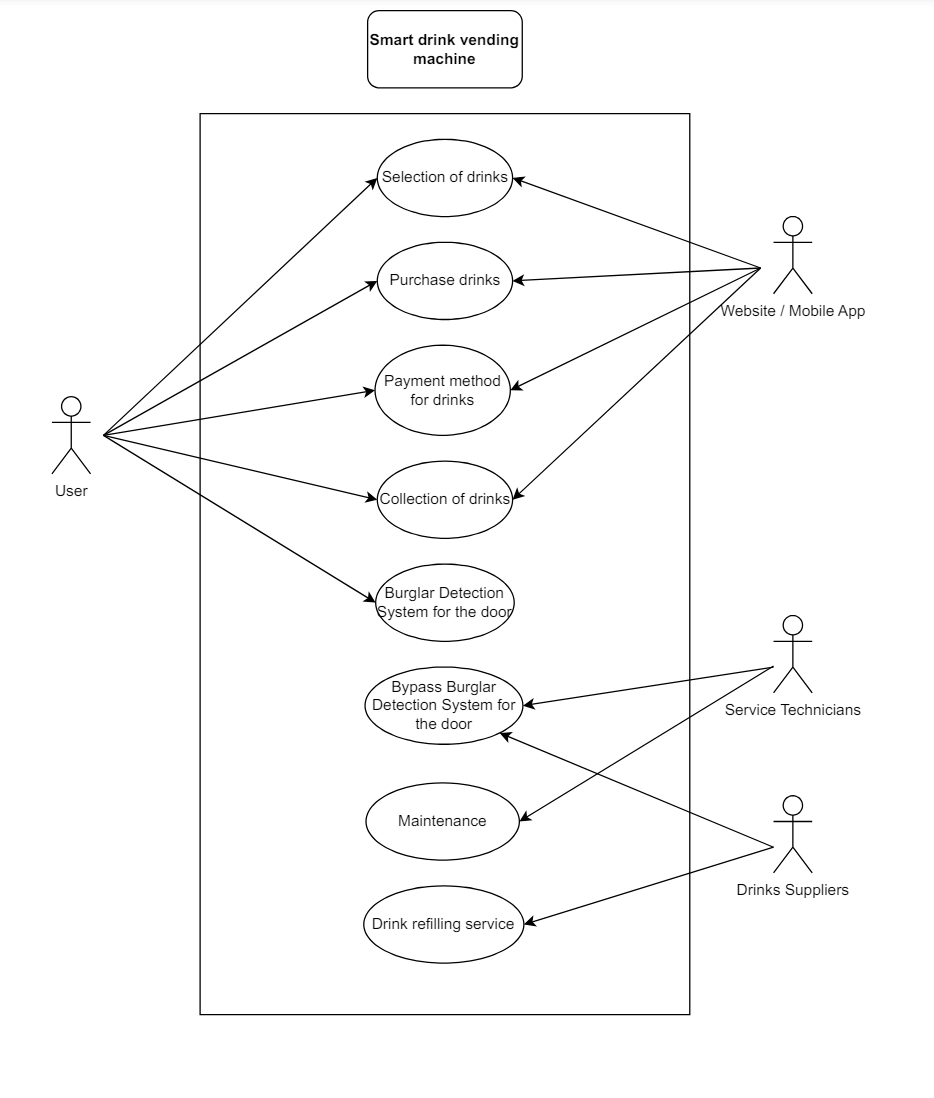 Smart drink vending
machine
Selection of drinks
Purchase drinks
Website / Mobile App
Payment method
for drinks
User
Collection of drinks
Burglar Detection
System for the door
Bypass Burglar
Detection System for
the door
Service Technicians
Maintenance
Drinks Suppliers
Drink refilling service